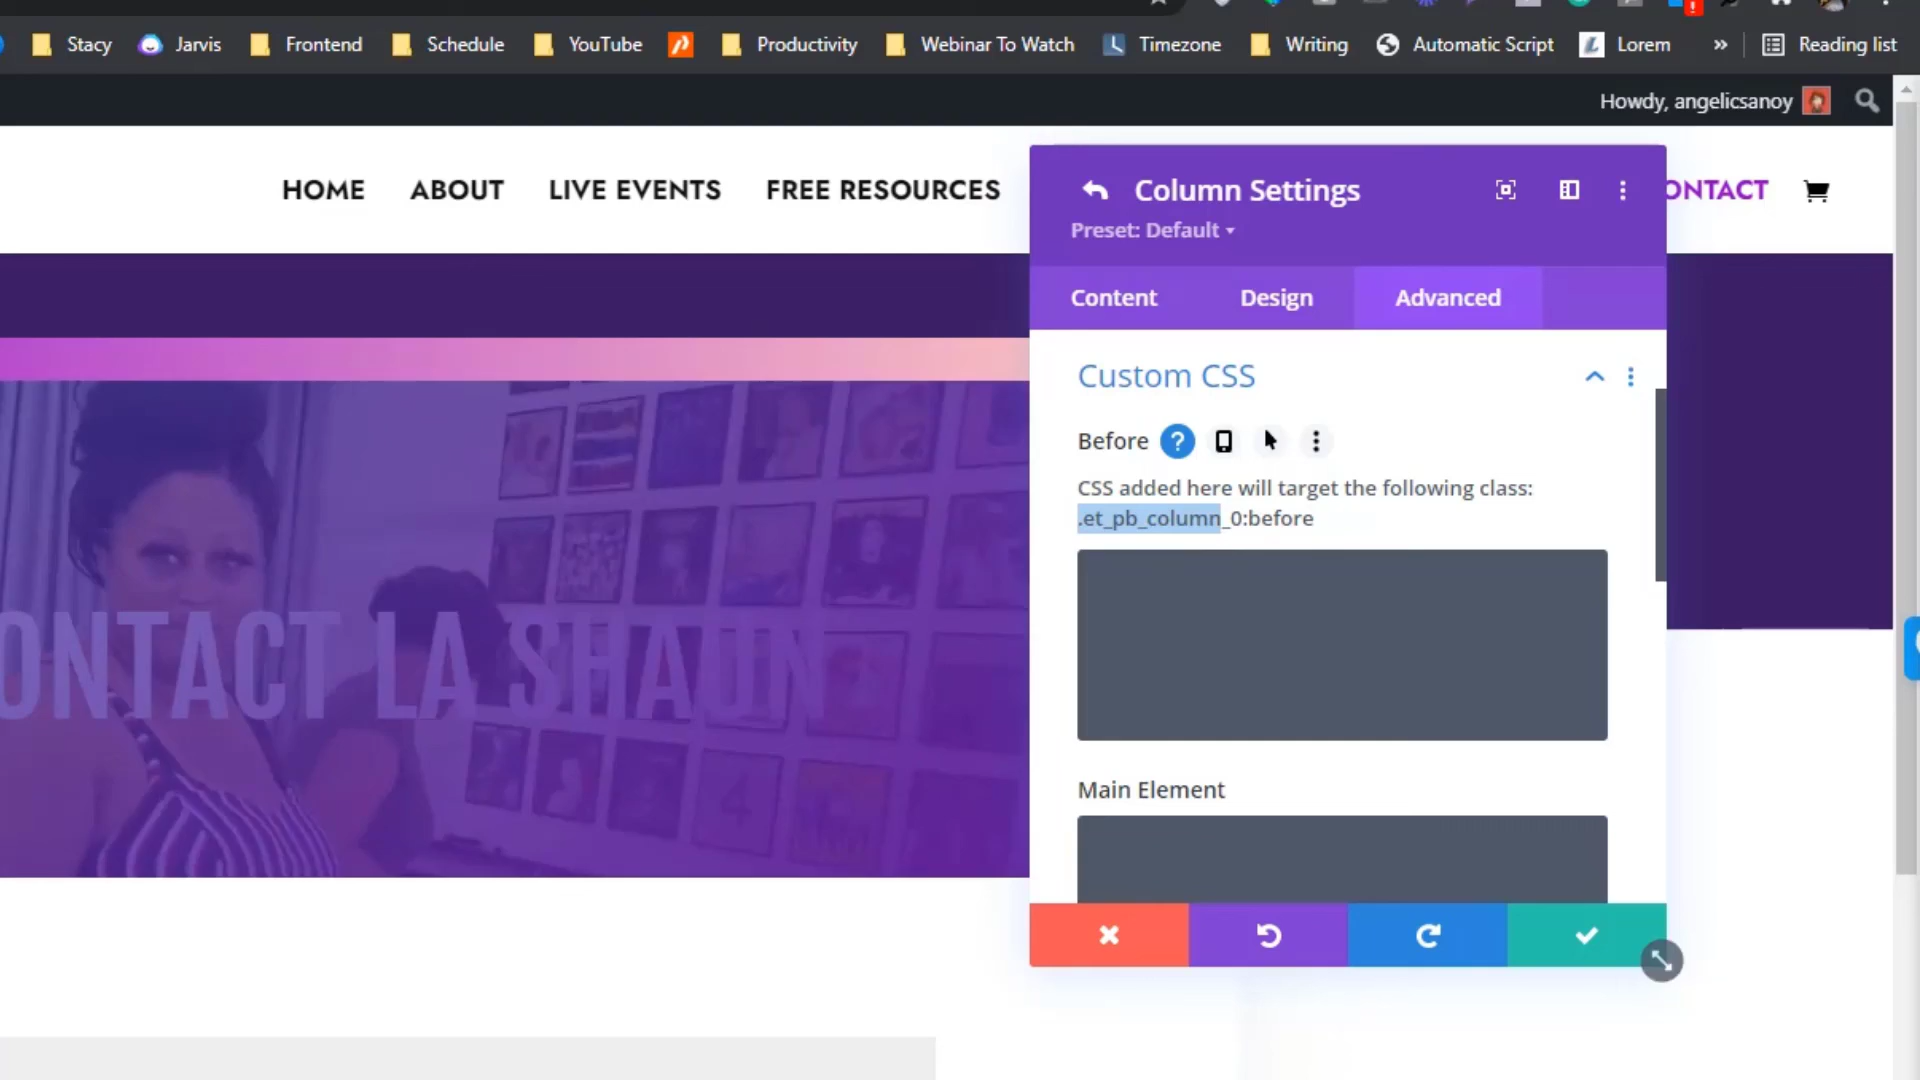 Stacy Jarvis Frontend Schedule YouTube Productivity Webinar To Watch Timezone Writing Automatic Script Lorem » Reading list
Howdy, angelicsanoy
HOME ABOUT LIVE EVENTS FREE RESOURCES ONTACT
Column Settings
Preset: Default
Content Design Advanced
Custom CSS
Before ?
CSS added here will target the following class:
.et_pb_column_0:before
ONTACT LA SHAUN
Main Element